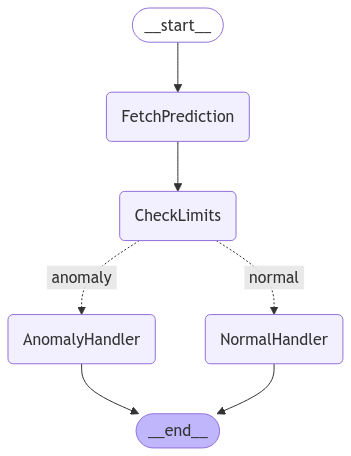 __start__
FetchPrediction
CheckLimits
anomaly
normal
AnomalyHandler
NormalHandler
__end__